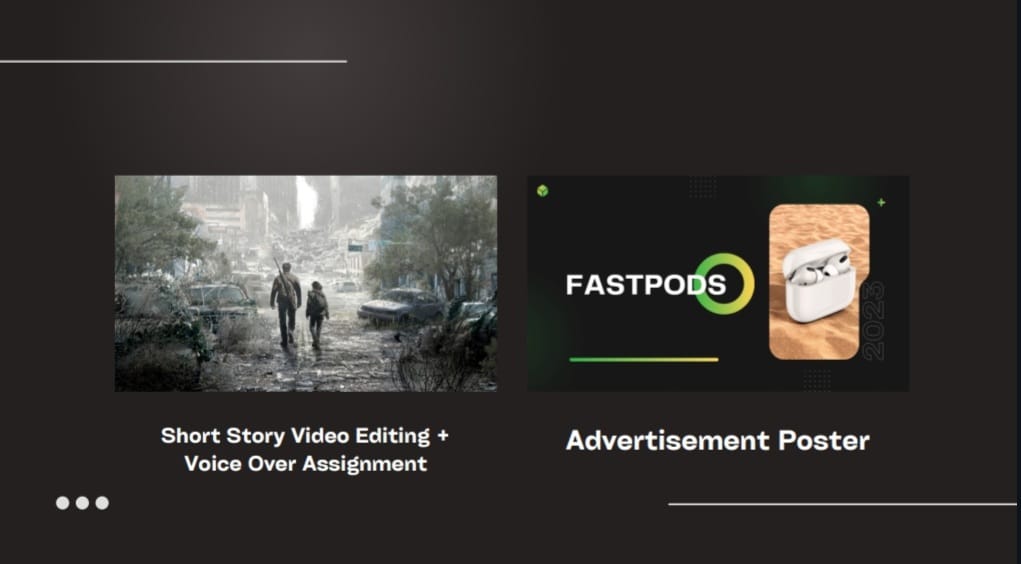 FASTPODS
2023
Short Story Video Editing +
Voice Over Assignment
Advertisement Poster